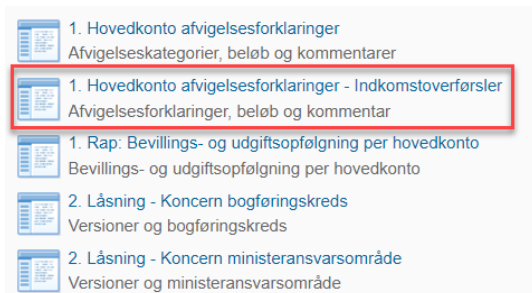 1. Hovedkonto afvigelsesforklaringer
Afvigelseskategorier, beløb og kommentarer
1. Hovedkonto afvigelsesforklaringer - Indkomstoverførsler
Afvigelsesforklaringer, beløb og kommentar
1. Rap: Bevillings- og udgiftsopfølgning per hovedkonto
Bevillings- og udgiftsopfølgning per hovedkonto
2. Låsning - Koncern bogføringskreds
Versioner og bogføringskreds
2. Låsning - Koncern ministeransvarsområde
Versioner og ministeransvarsområde